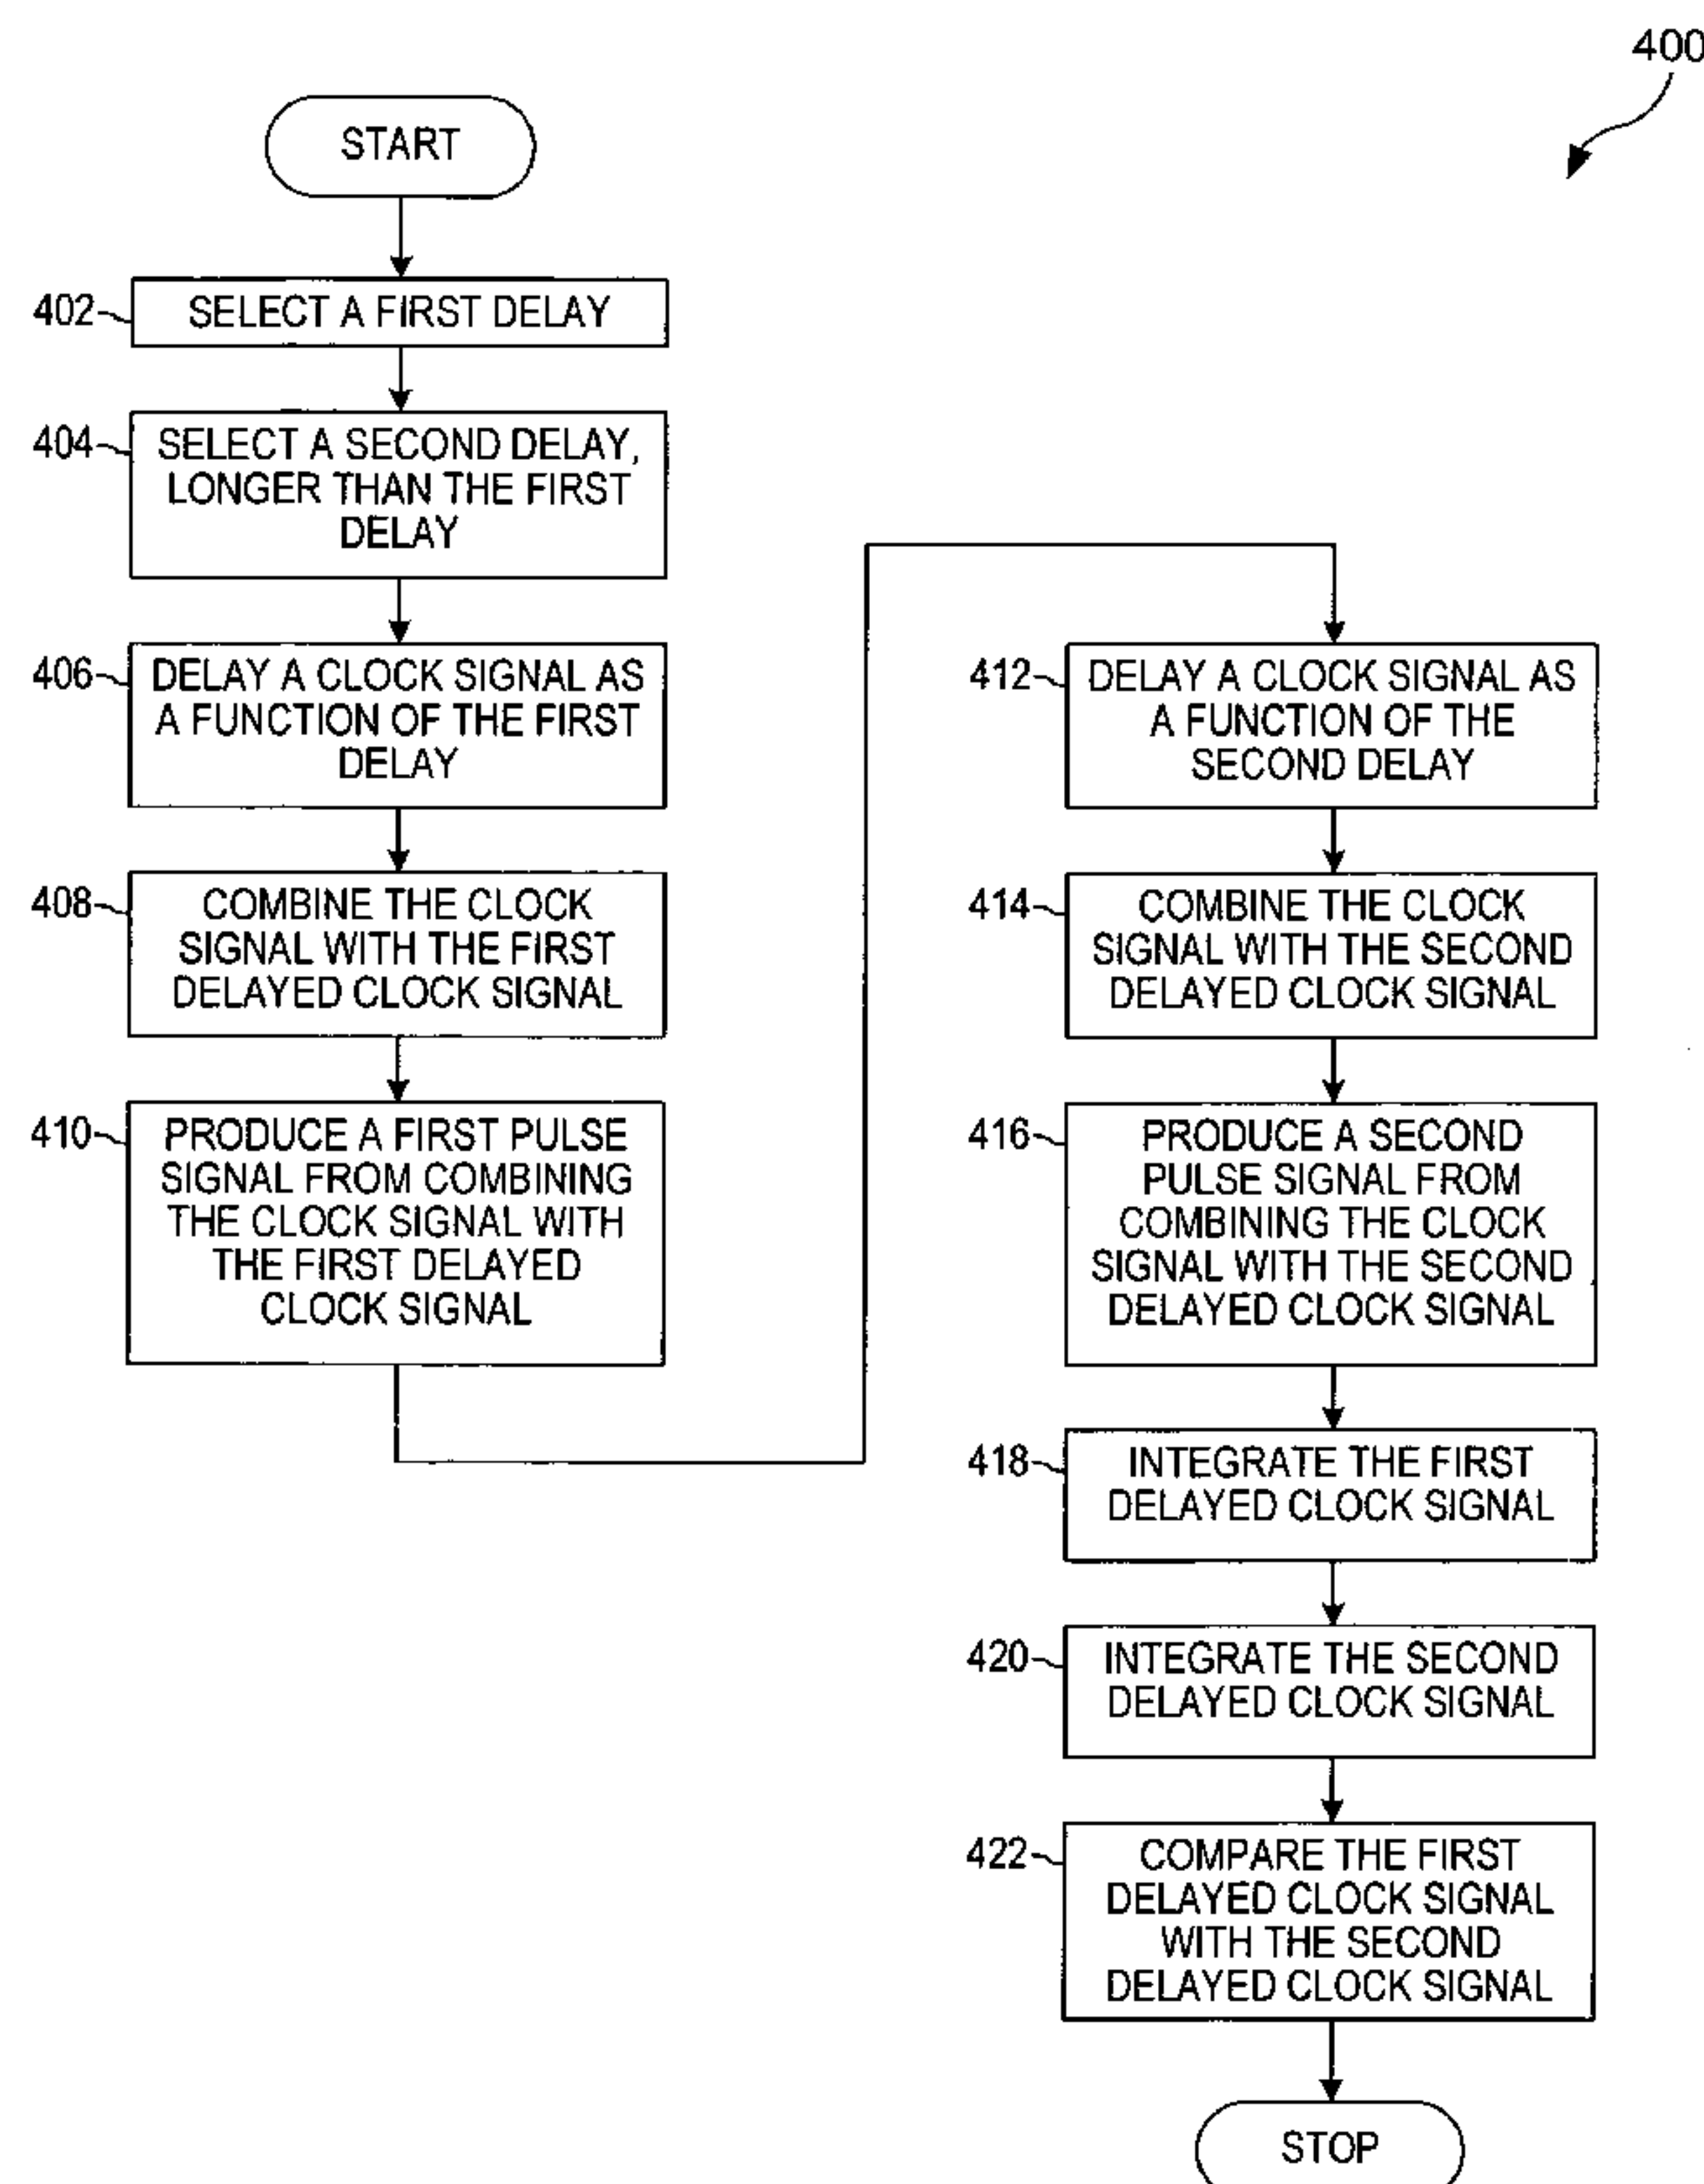 400
START
402
SELECT A FIRST DELAY
404
SELECT A SECOND DELAY,
LONGER THAN THE FIRST
DELAY
406
DELAY A CLOCK SIGNAL AS
A FUNCTION OF THE FIRST
DELAY
408
COMBINE THE CLOCK
SIGNAL WITH THE FIRST
DELAYED CLOCK SIGNAL
410
PRODUCE A FIRST PULSE
SIGNAL FROM COMBINING
THE CLOCK SIGNAL WITH
THE FIRST DELAYED
CLOCK SIGNAL
412
DELAY A CLOCK SIGNAL AS
A FUNCTION OF THE
SECOND DELAY
414
COMBINE THE CLOCK
SIGNAL WITH THE SECOND
DELAYED CLOCK SIGNAL
416
PRODUCE A SECOND
PULSE SIGNAL FROM
COMBINING THE CLOCK
SIGNAL WITH THE SECOND
DELAYED CLOCK SIGNAL
418
INTEGRATE THE FIRST
DELAYED CLOCK SIGNAL
420
INTEGRATE THE SECOND
DELAYED CLOCK SIGNAL
422
COMPARE THE FIRST
DELAYED CLOCK SIGNAL
WITH THE SECOND
DELAYED CLOCK SIGNAL
STOP